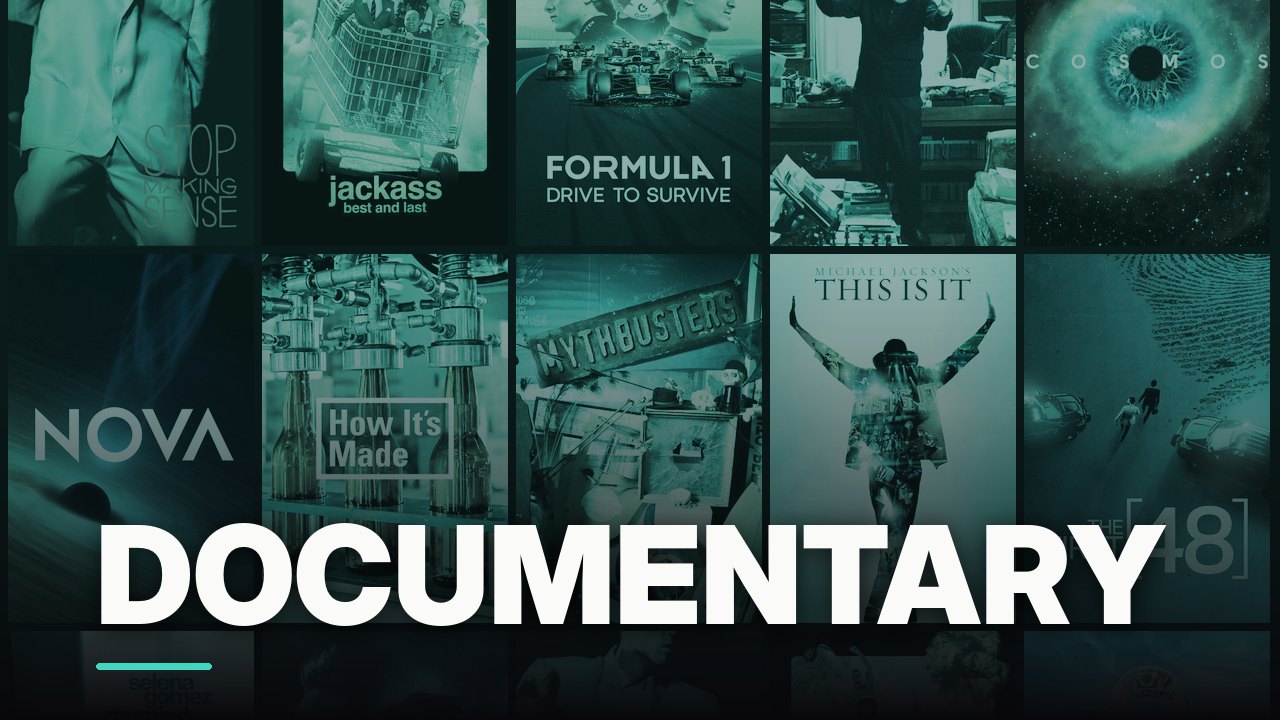 STOP
MAKING
SENSE
jackass
best and last
FORMULA 1
DRIVE TO SURVIVE
COSMOS
NOVA
How It's
Made
MYTHBUSTERS
MICHAEL JACKSON'S
THIS IS IT
THE
[48]
DOCUMENTARY
selena
gomez